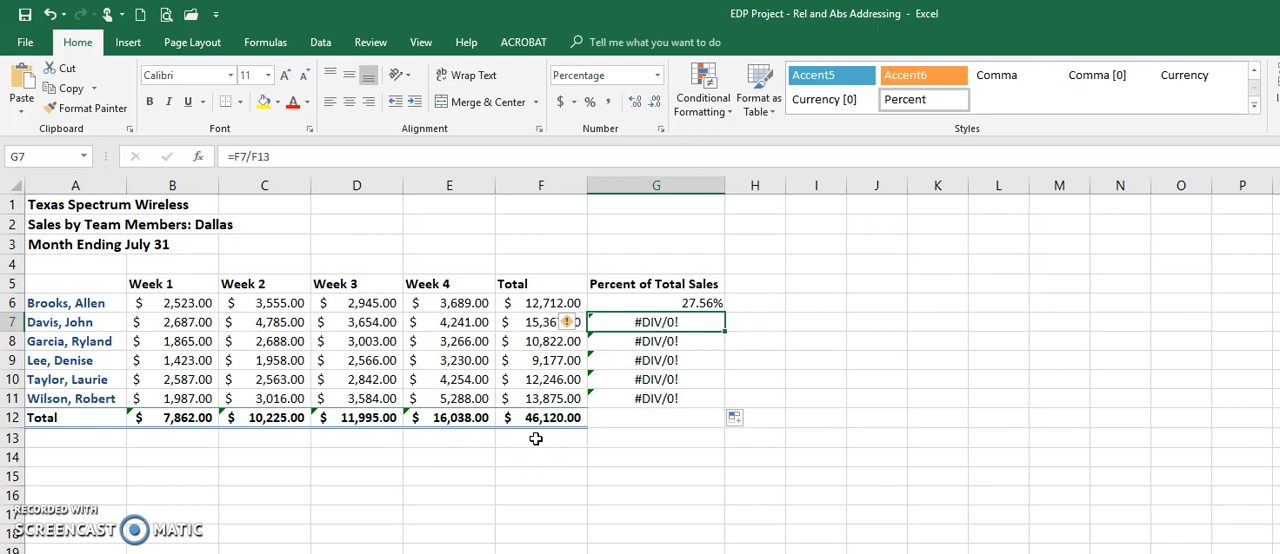 EDP Project - Rel and Abs Addressing - Excel
File Home Insert Page Layout Formulas Data Review View Help ACROBAT Tell me what you want to do
Cut
Copy
Format Painter
Paste
Clipboard
Calibri 11
B I U
Font
Wrap Text
Merge & Center
Alignment
Percentage
$ % ,
Number
Conditional Formatting
Format as Table
Accent5 Accent6 Comma Comma [0] Currency
Currency [0] Percent
Styles
G7 fx =F7/F13
A B C D E F G H I J K L M N O P
1 Texas Spectrum Wireless
2 Sales by Team Members: Dallas
3 Month Ending July 31
4
5 Week 1 Week 2 Week 3 Week 4 Total Percent of Total Sales
6 Brooks, Allen $ 2,523.00 $ 3,555.00 $ 2,945.00 $ 3,689.00 $ 12,712.00 27.56%
7 Davis, John $ 2,687.00 $ 4,785.00 $ 3,654.00 $ 4,241.00 $ #DIV/0!
8 Garcia, Ryland $ 1,865.00 $ 2,688.00 $ 3,003.00 $ 3,266.00 $ 10,822.00 #DIV/0!
9 Lee, Denise $ 1,423.00 $ 1,958.00 $ 2,566.00 $ 3,230.00 $ 9,177.00 #DIV/0!
10 Taylor, Laurie $ 2,587.00 $ 2,563.00 $ 2,842.00 $ 4,254.00 $ 12,246.00 #DIV/0!
11 Wilson, Robert $ 1,987.00 $ 3,016.00 $ 3,584.00 $ 5,288.00 $ 13,875.00 #DIV/0!
12 Total $ 7,862.00 $ 10,225.00 $ 11,995.00 $ 16,038.00 $ 46,120.00
13
14
15
16
17
18
19
RECORDED WITH
SCREENCAST MATIC